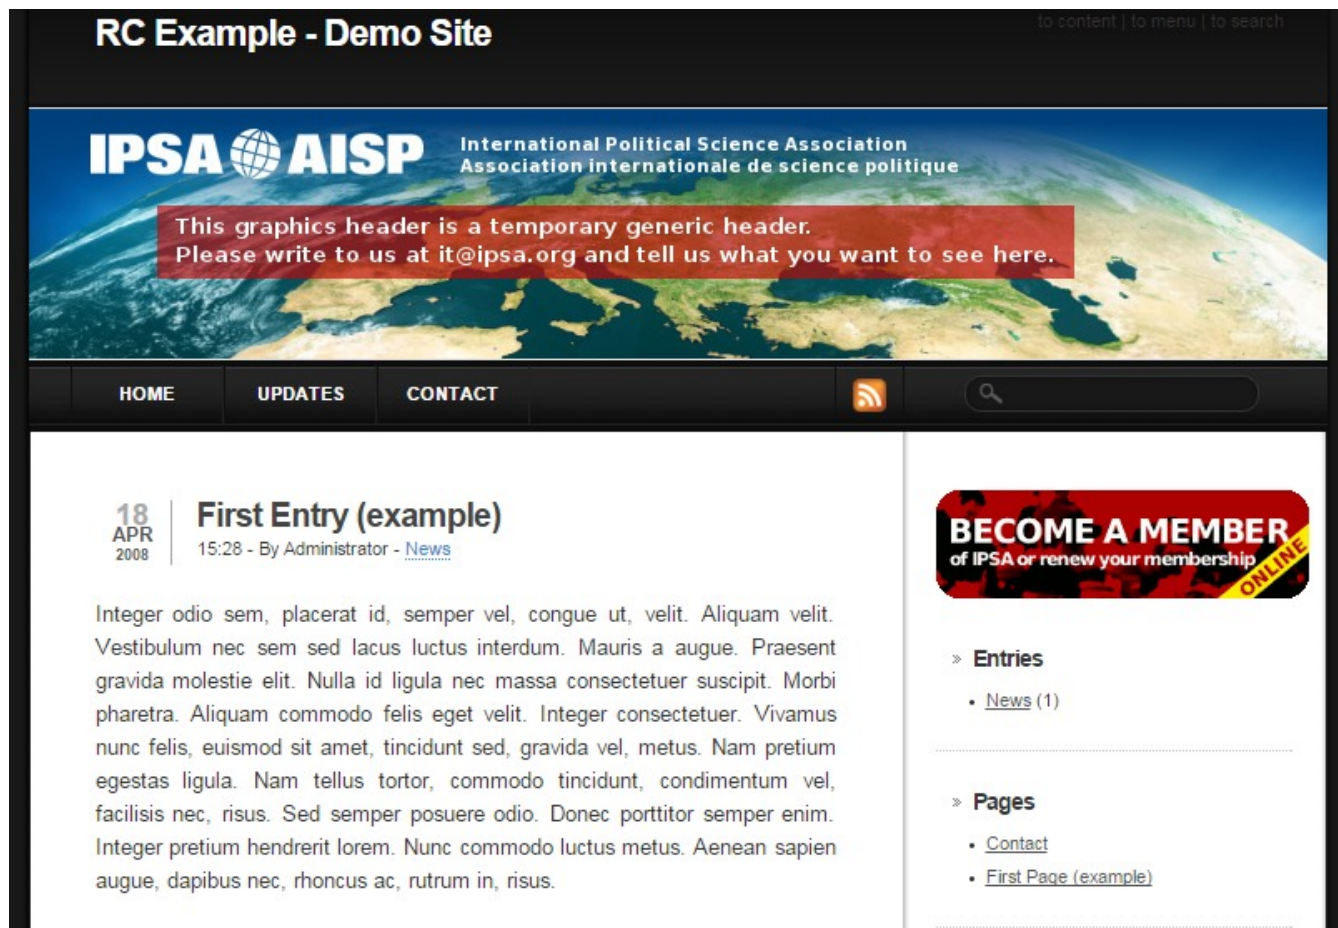 RC Example - Demo Site
to content | to menu | to search
IPSA AISP
International Political Science Association
Association internationale de science politique
This graphics header is a temporary generic header.
Please write to us at it@ipsa.org and tell us what you want to see here.
HOME UPDATES CONTACT
18
APR
2008
First Entry (example)
15:28 - By Administrator - News
Integer odio sem, placerat id, semper vel, congue ut, velit. Aliquam velit.
Vestibulum nec sem sed lacus luctus interdum. Mauris a augue. Praesent
gravida molestie elit. Nulla id ligula nec massa consectetuer suscipit. Morbi
pharetra. Aliquam commodo felis eget velit. Integer consectetuer. Vivamus
nunc felis, euismod sit amet, tincidunt sed, gravida vel, metus. Nam pretium
egestas ligula. Nam tellus tortor, commodo tincidunt, condimentum vel,
facilisis nec, risus. Sed semper posuere odio. Donec porttitor semper enim.
Integer pretium hendrerit lorem. Nunc commodo luctus metus. Aenean sapien
augue, dapibus nec, rhoncus ac, rutrum in, risus.
BECOME A MEMBER
of IPSA or renew your membership
ONLINE
» Entries
• News (1)
» Pages
• Contact
• First Page (example)